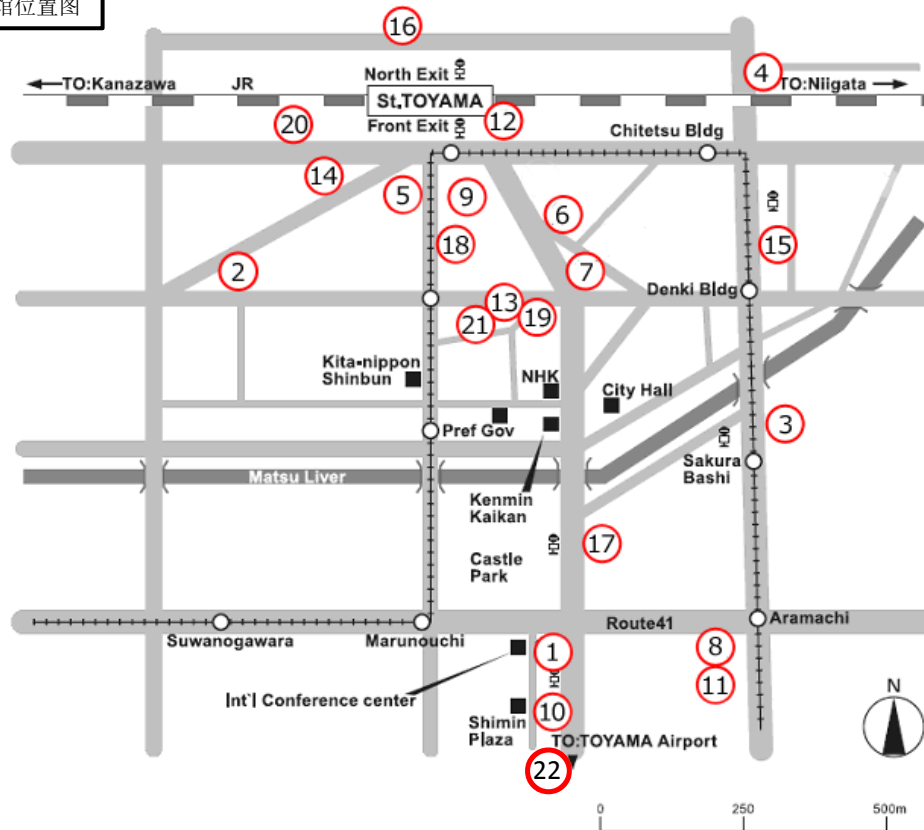 馆位置图
16
4
TO:Kanazawa
JR
North Exit
TO:Niigata
St.TOYAMA
20
Front Exit
12
Chitetsu Bldg
14
5
9
6
18
15
2
7
Denki Bldg
13
21
19
Kita-nippon
Shinbun
NHK
City Hall
Pref Gov
3
Sakura
Bashi
Matsu Liver
Kenmin
Kaikan
17
Castle
Park
Suwanogawara
Marunouchi
Route41
Aramachi
1
8
Int'l Conference center
11
N
Shimin
Plaza
10
TO:TOYAMA Airport
22
0
250
500m